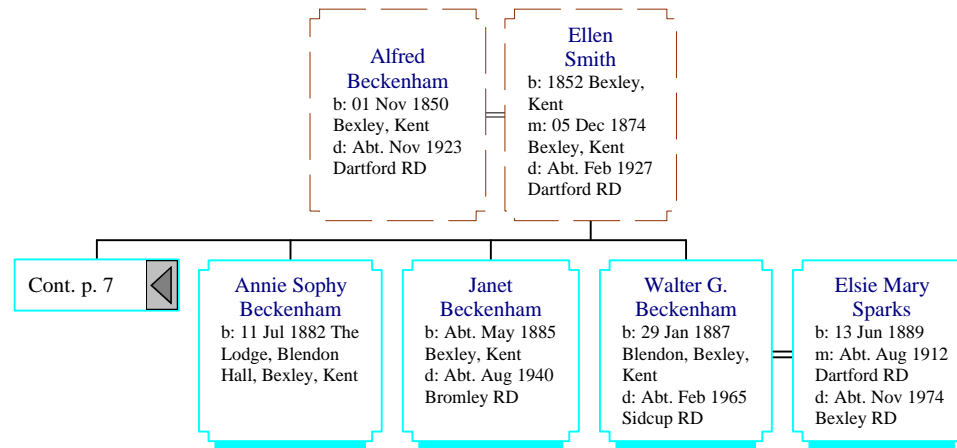 Alfred
Beckenham
b: 01 Nov 1850
Bexley, Kent
d: Abt. Nov 1923
Dartford RD
Ellen
Smith
b: 1852 Bexley,
Kent
m: 05 Dec 1874
Bexley, Kent
d: Abt. Feb 1927
Dartford RD
Cont. p. 7
Annie Sophy
Beckenham
b: 11 Jul 1882 The
Lodge, Blendon
Hall, Bexley, Kent
Janet
Beckenham
b: Abt. May 1885
Bexley, Kent
d: Abt. Aug 1940
Bromley RD
Walter G.
Beckenham
b: 29 Jan 1887
Blendon, Bexley,
Kent
d: Abt. Feb 1965
Sidcup RD
Elsie Mary
Sparks
b: 13 Jun 1889
m: Abt. Aug 1912
Dartford RD
d: Abt. Nov 1974
Bexley RD